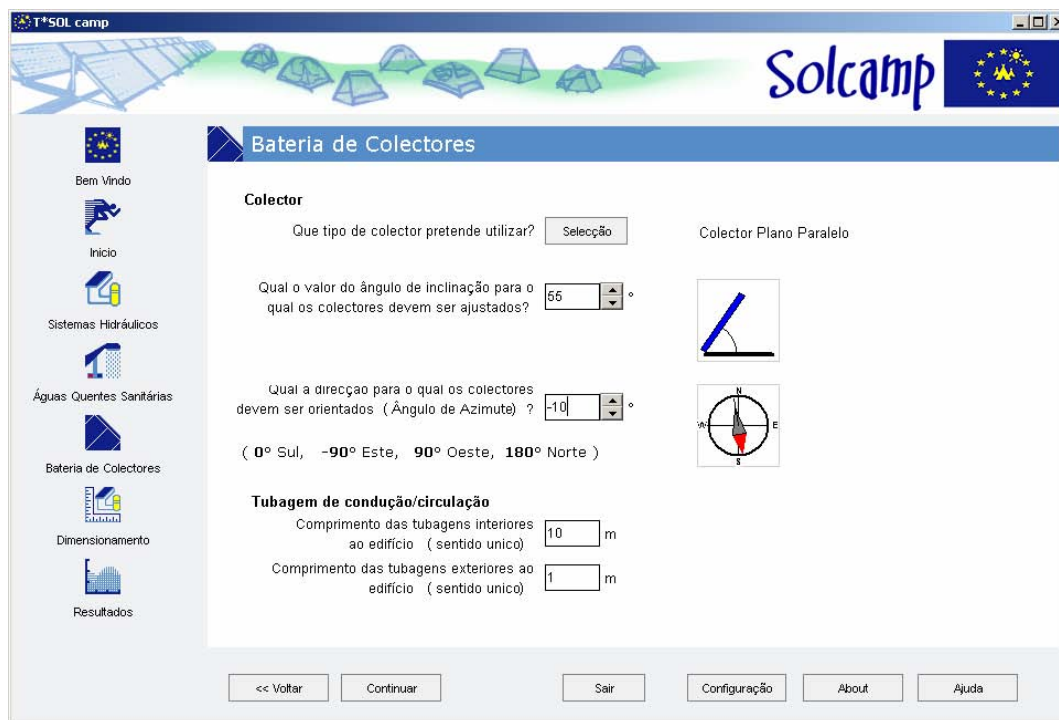 T*SOL camp
Solcamp
Bem Vindo
Inicio
Sistemas Hidráulicos
Águas Quentes Sanitárias
Bateria de Colectores
Dimensionamento
Resultados
Bateria de Colectores
Colector
Que tipo de colector pretende utilizar? Selecção Colector Plano Paralelo
Qual o valor do ângulo de inclinação para o
qual os colectores devem ser ajustados? 55 °
Qual a direcção para o qual os colectores
devem ser orientados ( Ângulo de Azimute) ? -10 °
N
W E
S
( 0° Sul, -90° Este, 90° Oeste, 180° Norte )
Tubagem de condução/circulação
Comprimento das tubagens interiores
ao edifício ( sentido unico) 10 m
Comprimento das tubagens exteriores ao
edifício ( sentido unico) 1 m
<< Voltar Continuar Sair Configuração About Ajuda